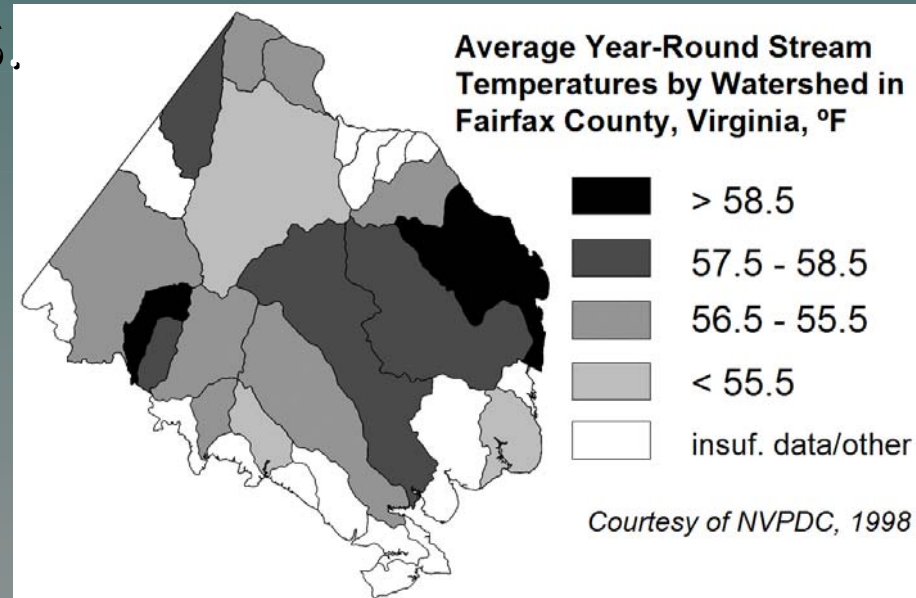 Average Year-Round Stream
Temperatures by Watershed in
Fairfax County, Virginia, ºF
> 58.5
57.5 - 58.5
56.5 - 55.5
< 55.5
insuf. data/other
Courtesy of NVPDC, 1998